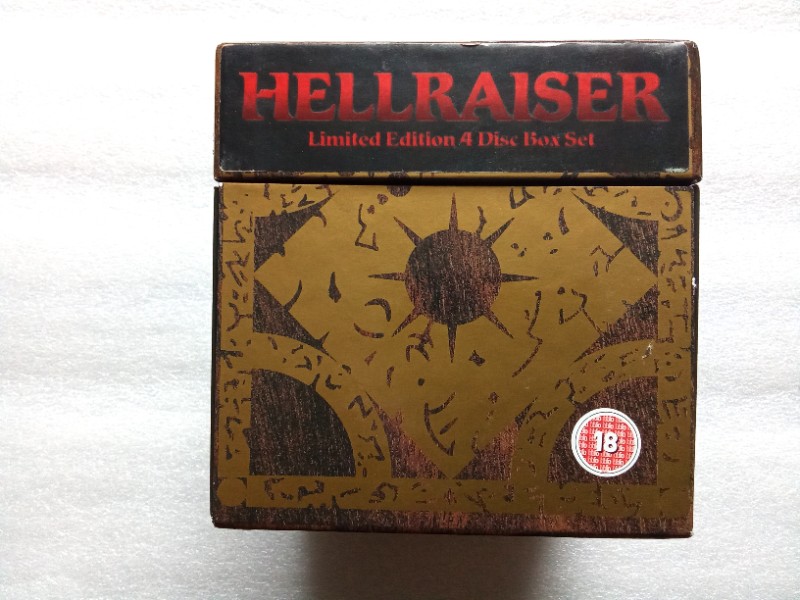 HELLRAISER
Limited Edition 4 Disc Box Set
18